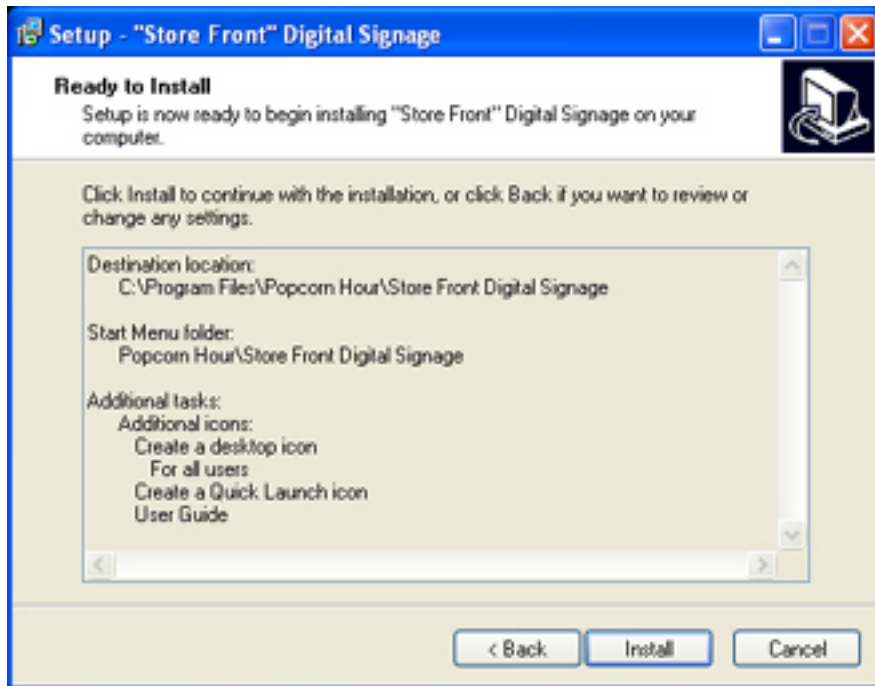 Setup - "Store Front" Digital Signage
Ready to Install
Setup is now ready to begin installing "Store Front" Digital Signage on your
computer.
Click Install to continue with the installation, or click Back if you want to review or
change any settings.
Destination location:
C:\Program Files\Popcorn Hour\Store Front Digital Signage
Start Menu folder:
Popcorn Hour\Store Front Digital Signage
Additional tasks:
Additional icons:
Create a desktop icon
For all users
Create a Quick Launch icon
User Guide
< Back
Install
Cancel